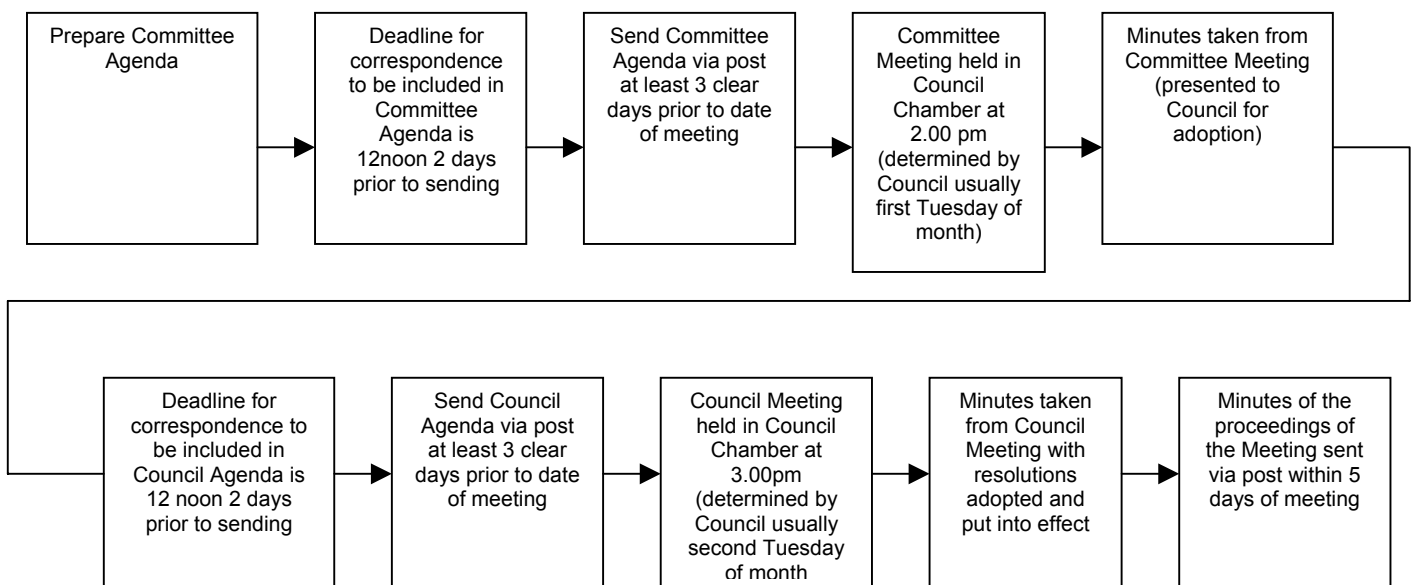 Prepare Committee
Agenda
Deadline for
correspondence
to be included in
Committee
Agenda is
12noon 2 days
prior to sending
Send Committee
Agenda via post
at least 3 clear
days prior to date
of meeting
Committee
Meeting held in
Council
Chamber at
2.00 pm
(determined by
Council usually
first Tuesday of
month)
Minutes taken from
Committee Meeting
(presented to
Council for
adoption)
Deadline for
correspondence to
be included in
Council Agenda is
12 noon 2 days
prior to sending
Send Council
Agenda via post
at least 3 clear
days prior to date
of meeting
Council Meeting
held in Council
Chamber at
3.00pm
(determined by
Council usually
second Tuesday
of month
Minutes taken
from Council
Meeting with
resolutions
adopted and
put into effect
Minutes of the
proceedings of
the Meeting sent
via post within 5
days of meeting